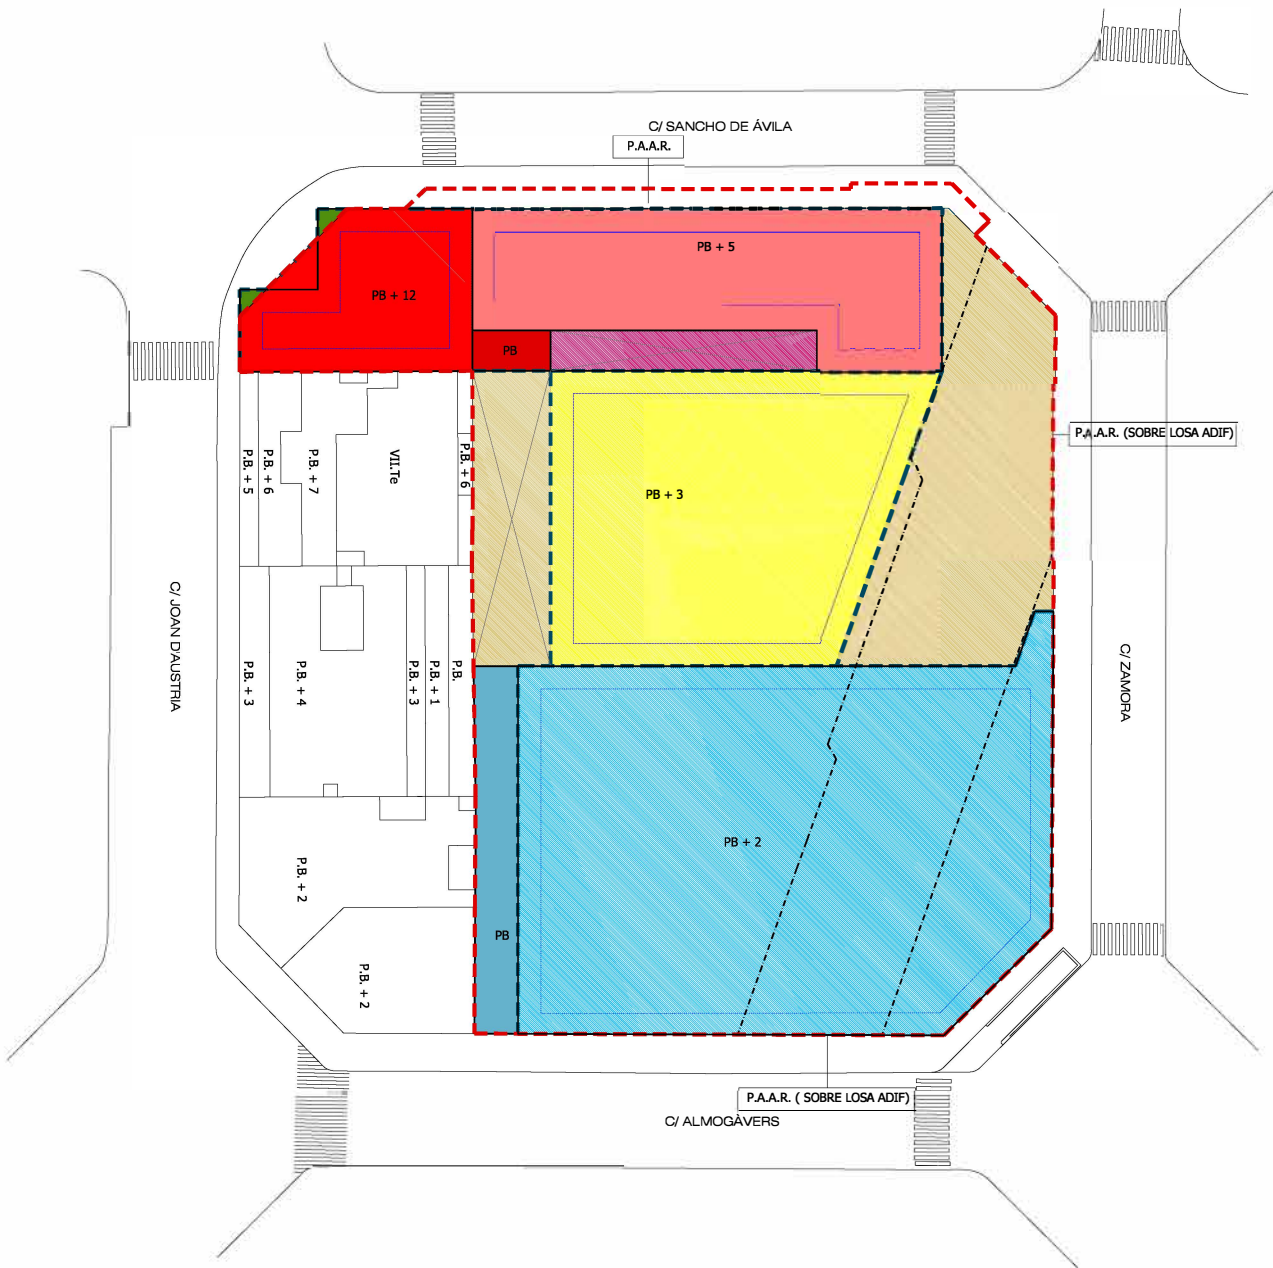 C/ SANCHO DE ÁVILA
P.A.A.R.
PB + 5
PB + 12
PB
P.A.A.R. (SOBRE LOSA ADIF)
P.B. + 5
P.B. + 6
P.B. + 7
VII.Te
P.B. + 6
PB + 3
C/ JOAN D'AUSTRIA
P.B. + 3
P.B. + 4
P.B. + 3
P.B. + 1
P.B.
C/ ZAMORA
PB + 2
P.B. + 2
PB
P.B. + 2
P.A.A.R. ( SOBRE LOSA ADIF)
C/ ALMOGÀVERS